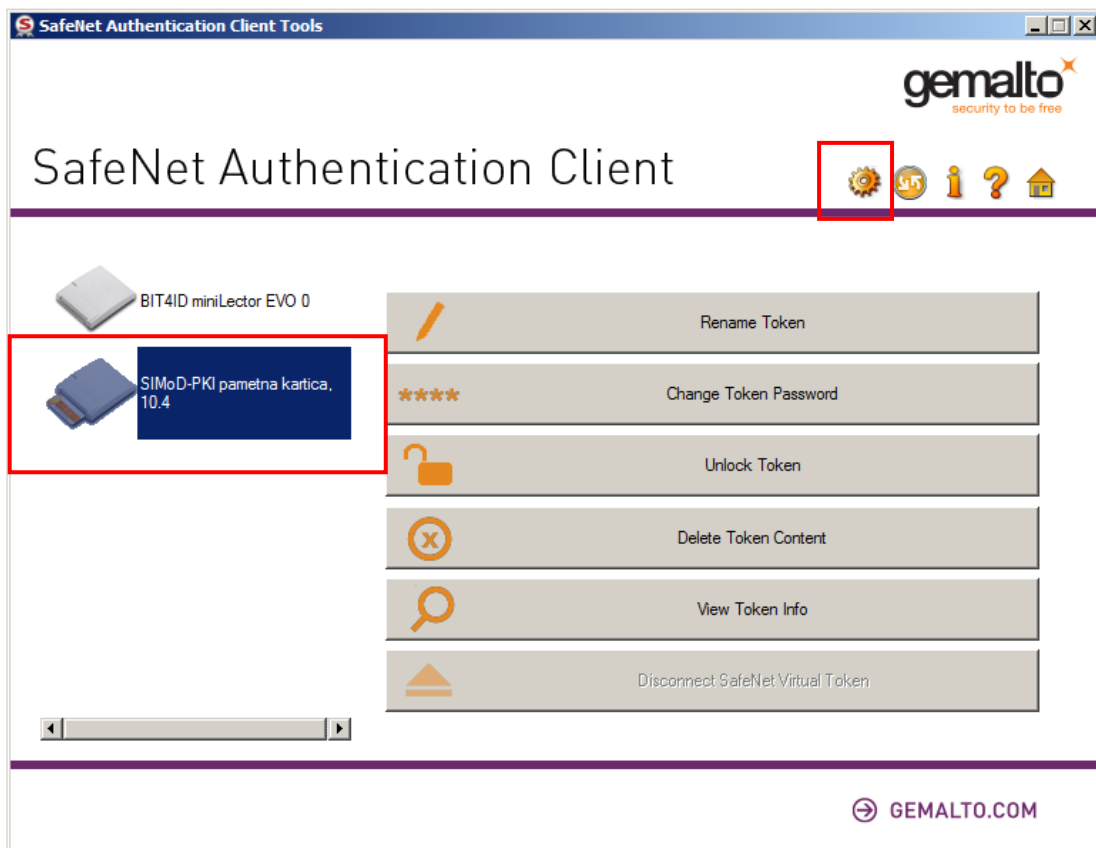 SafeNet Authentication Client Tools
gemalto
security to be free
SafeNet Authentication Client
BIT4ID miniLector EVO 0
SIMoD-PKI pametna kartica,
10.4
Rename Token
****
Change Token Password
Unlock Token
Delete Token Content
View Token Info
Disconnect SafeNet Virtual Token
GEMALTO.COM